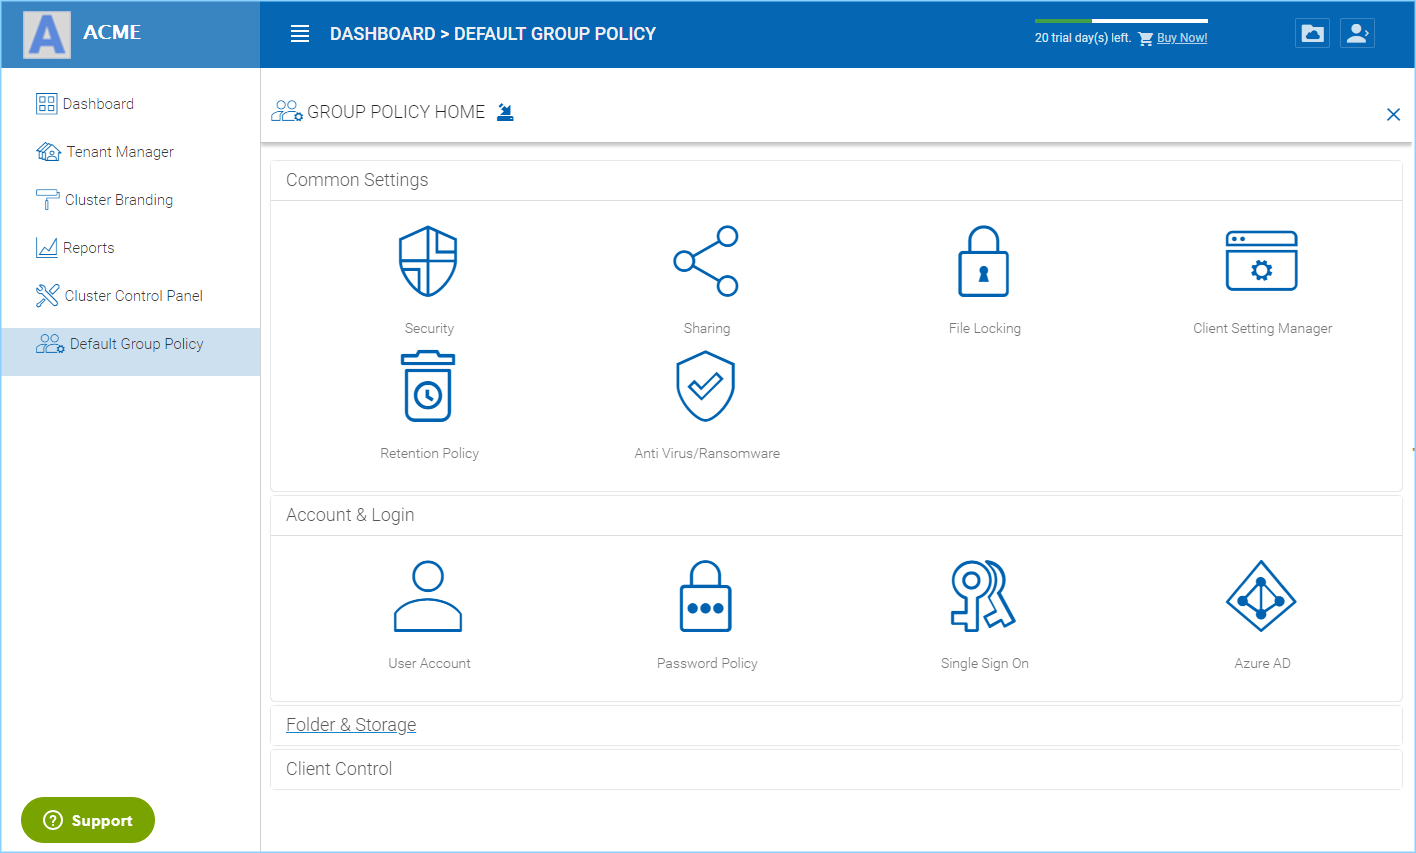 A ACME
DASHBOARD > DEFAULT GROUP POLICY
20 trial day(s) left. Buy Now!
Dashboard
Tenant Manager
Cluster Branding
Reports
Cluster Control Panel
Default Group Policy
Support
GROUP POLICY HOME
Common Settings
Security
Sharing
File Locking
Client Setting Manager
Retention Policy
Anti Virus/Ransomware
Account & Login
User Account
Password Policy
Single Sign On
Azure AD
Folder & Storage
Client Control